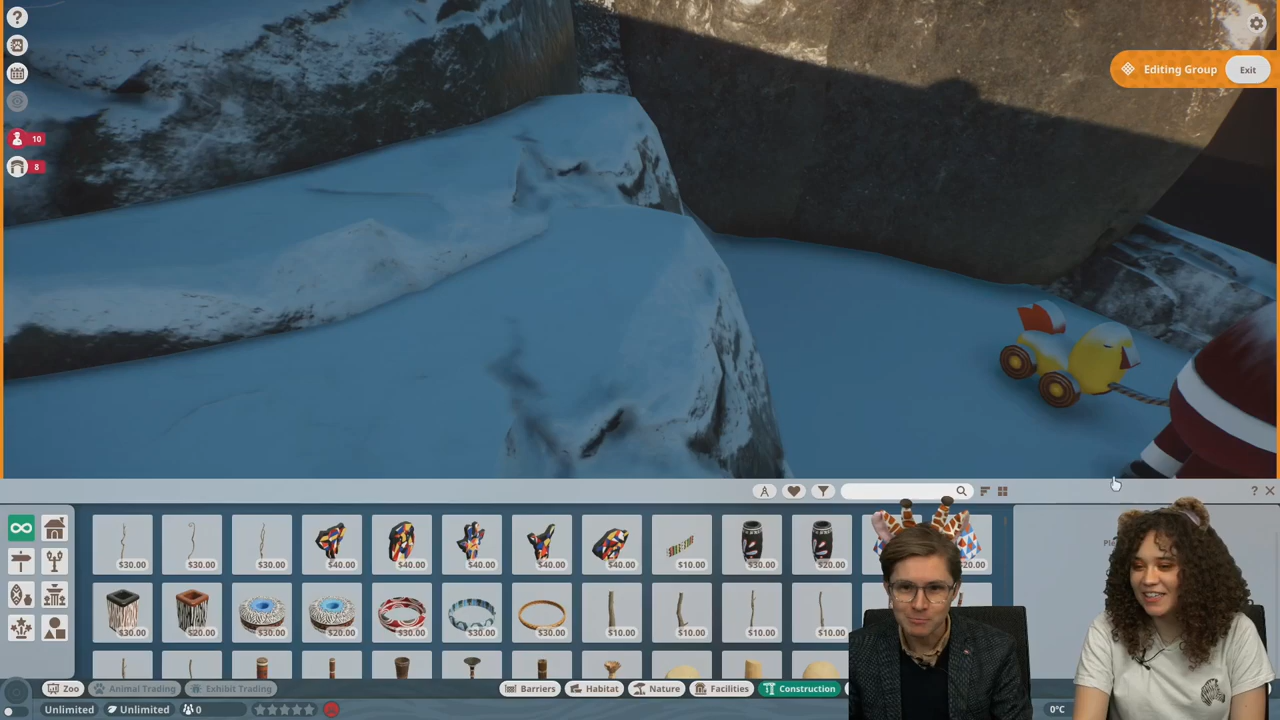 ?
Editing Group Exit
10
8
? 
$30.00 $30.00 $30.00 $40.00 $40.00 $40.00 $40.00 $40.00 $10.00 $30.00 $20.00 $20.00
$30.00 $20.00 $30.00 $20.00 $30.00 $30.00 $30.00 $10.00 $10.00 $10.00 $10.00
Zoo Animal Trading Exhibit Trading Barriers Habitat Nature Facilities Construction
Unlimited Unlimited 0 0°C